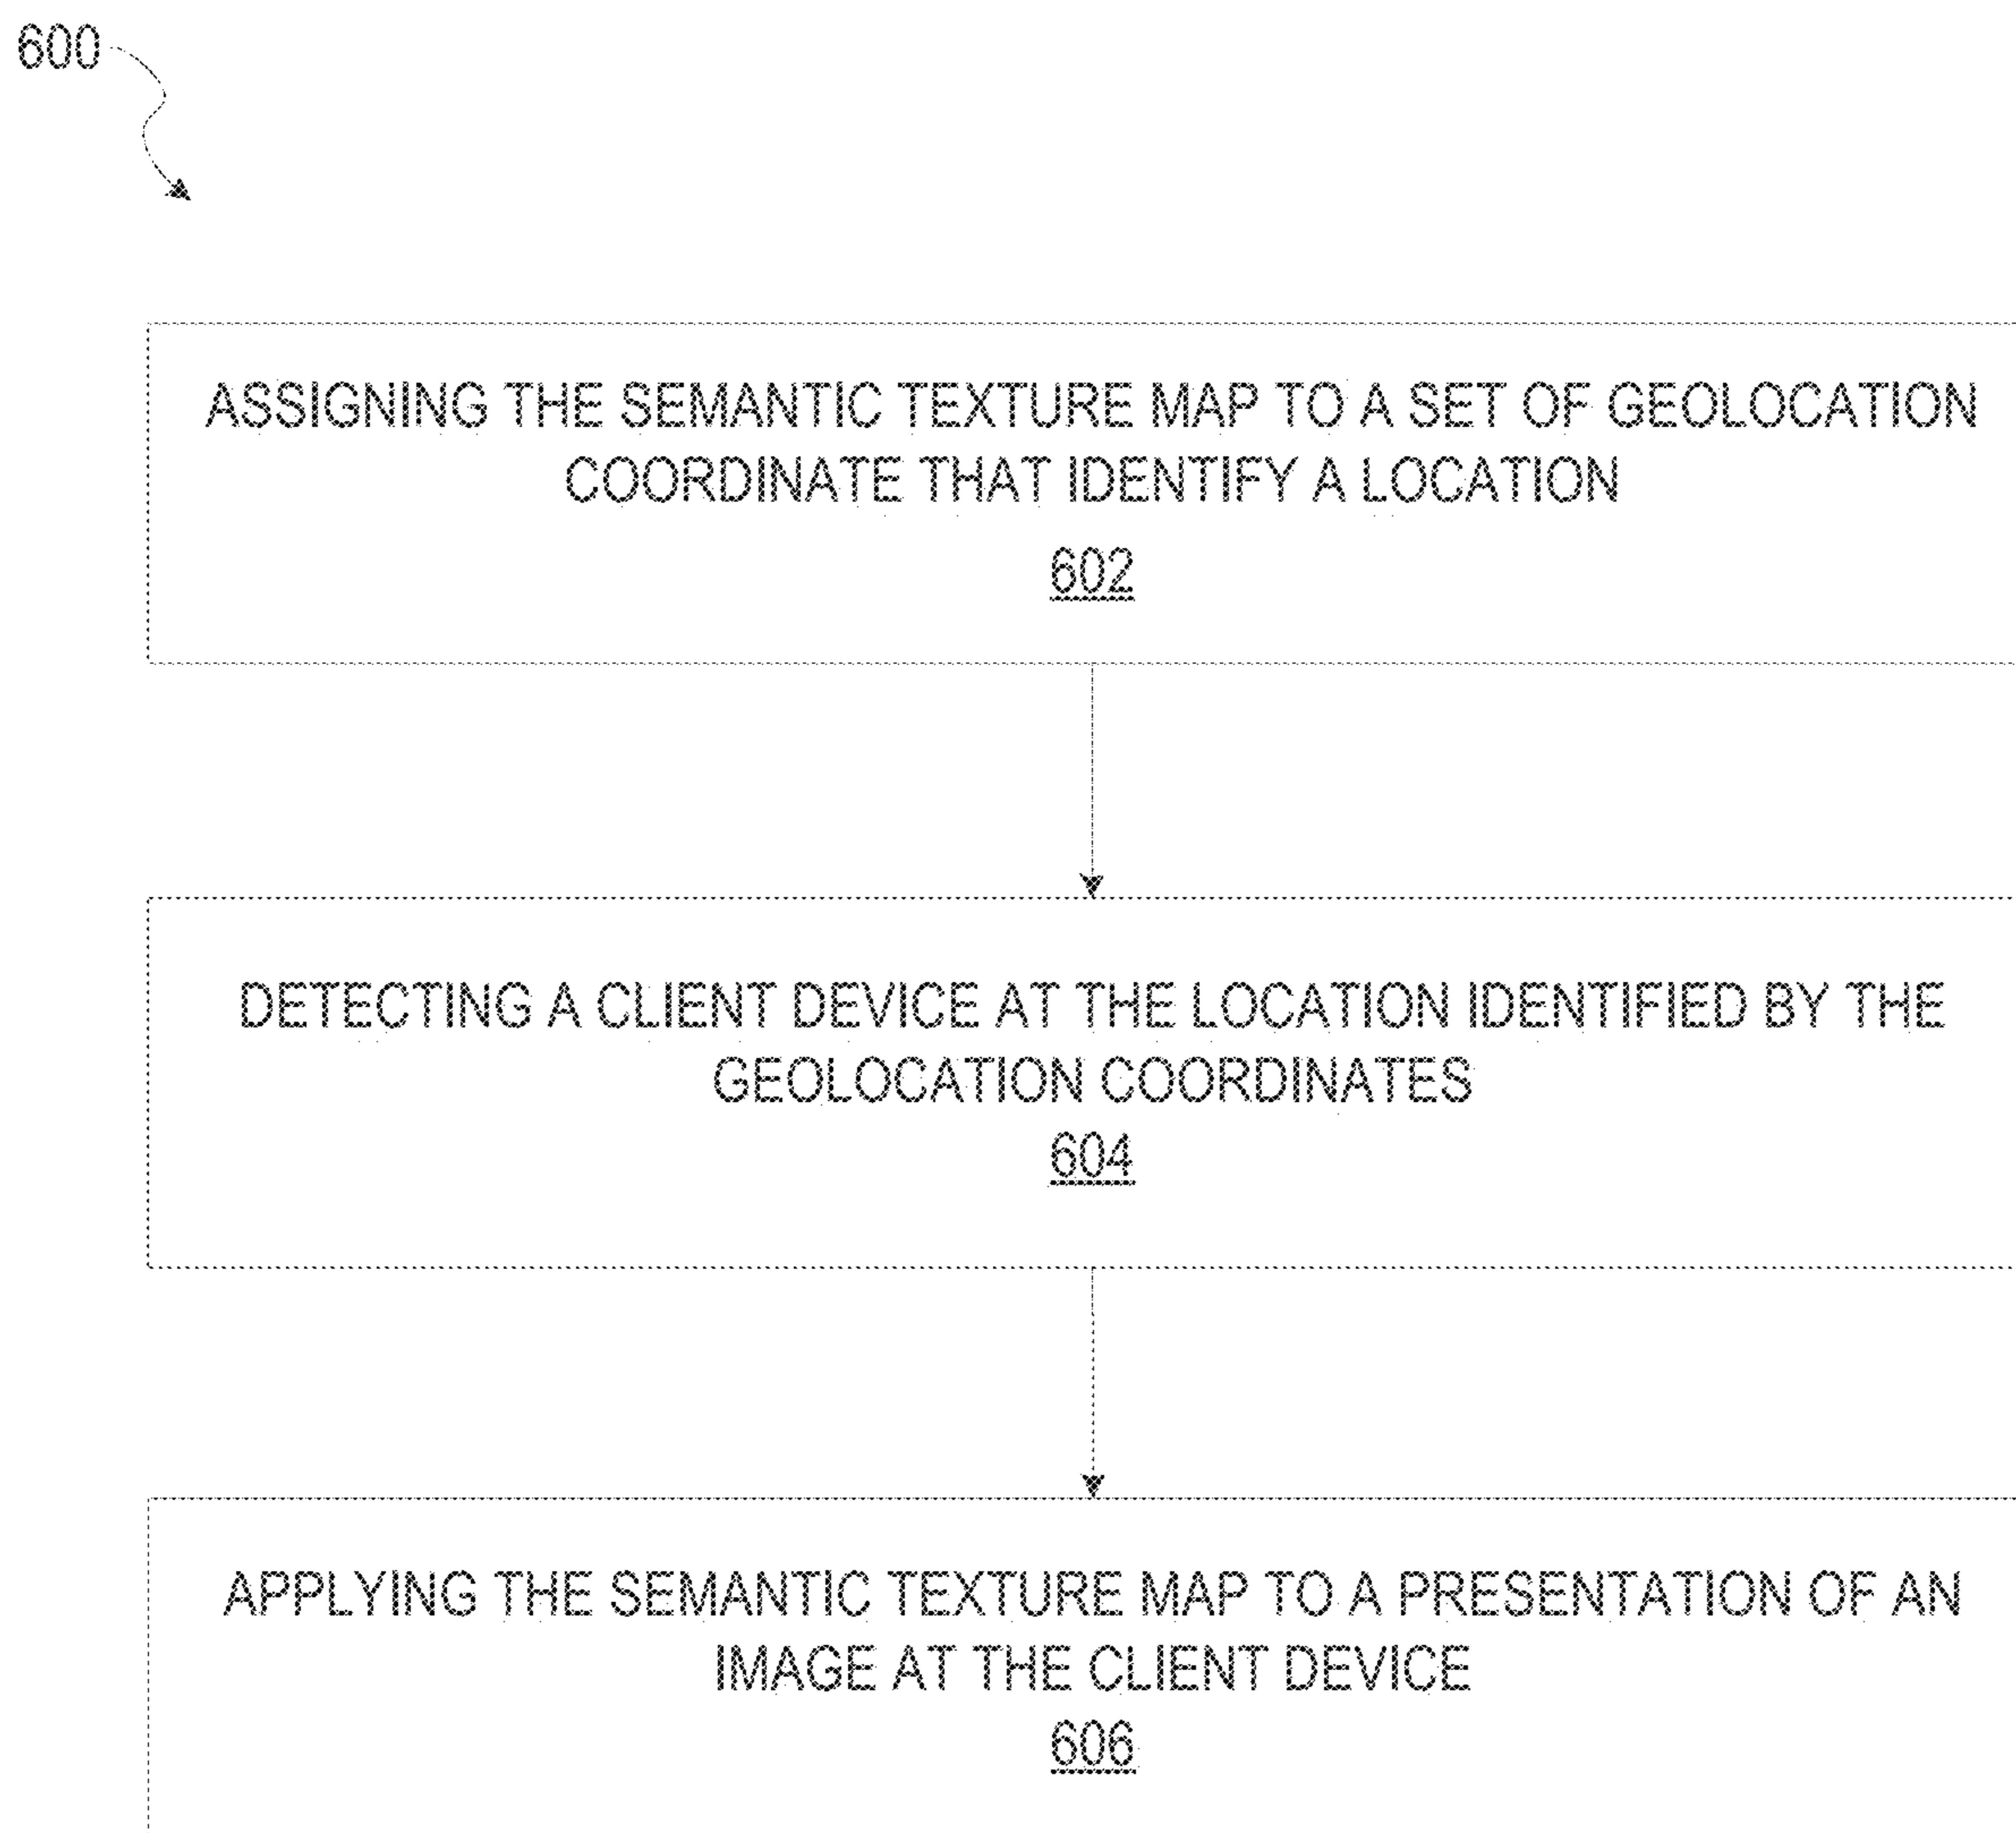 600
ASSIGNING THE SEMANTIC TEXTURE MAP TO A SET OF GEOLOCATION
COORDINATE THAT IDENTIFY A LOCATION
602
DETECTING A CLIENT DEVICE AT THE LOCATION IDENTIFIED BY THE
GEOLOCATION COORDINATES
604
APPLYING THE SEMANTIC TEXTURE MAP TO A PRESENTATION OF AN
IMAGE AT THE CLIENT DEVICE
606